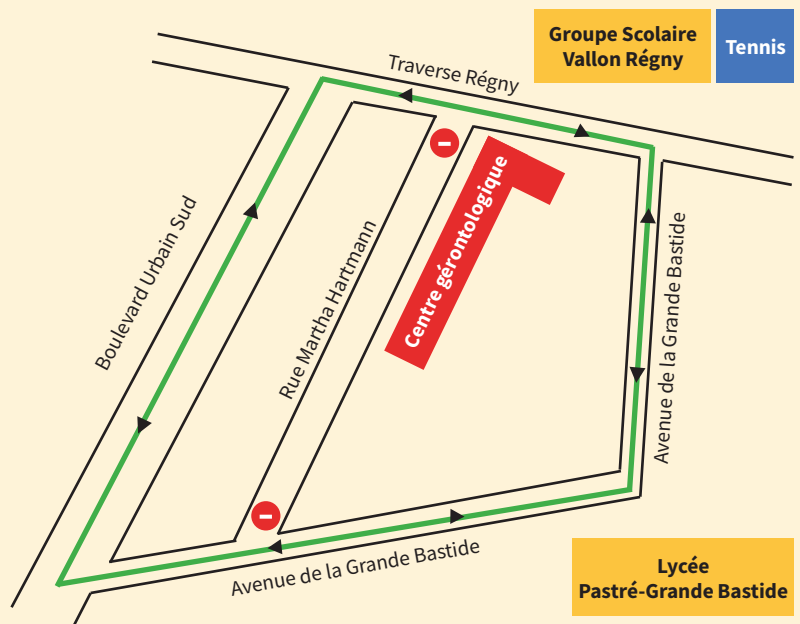 Groupe Scolaire
Vallon Régny
Tennis
Traverse Régny
Boulevard Urbain Sud
Rue Martha Hartmann
Centre gérontologique
Avenue de la Grande Bastide
Avenue de la Grande Bastide
Lycée
Pastré-Grande Bastide